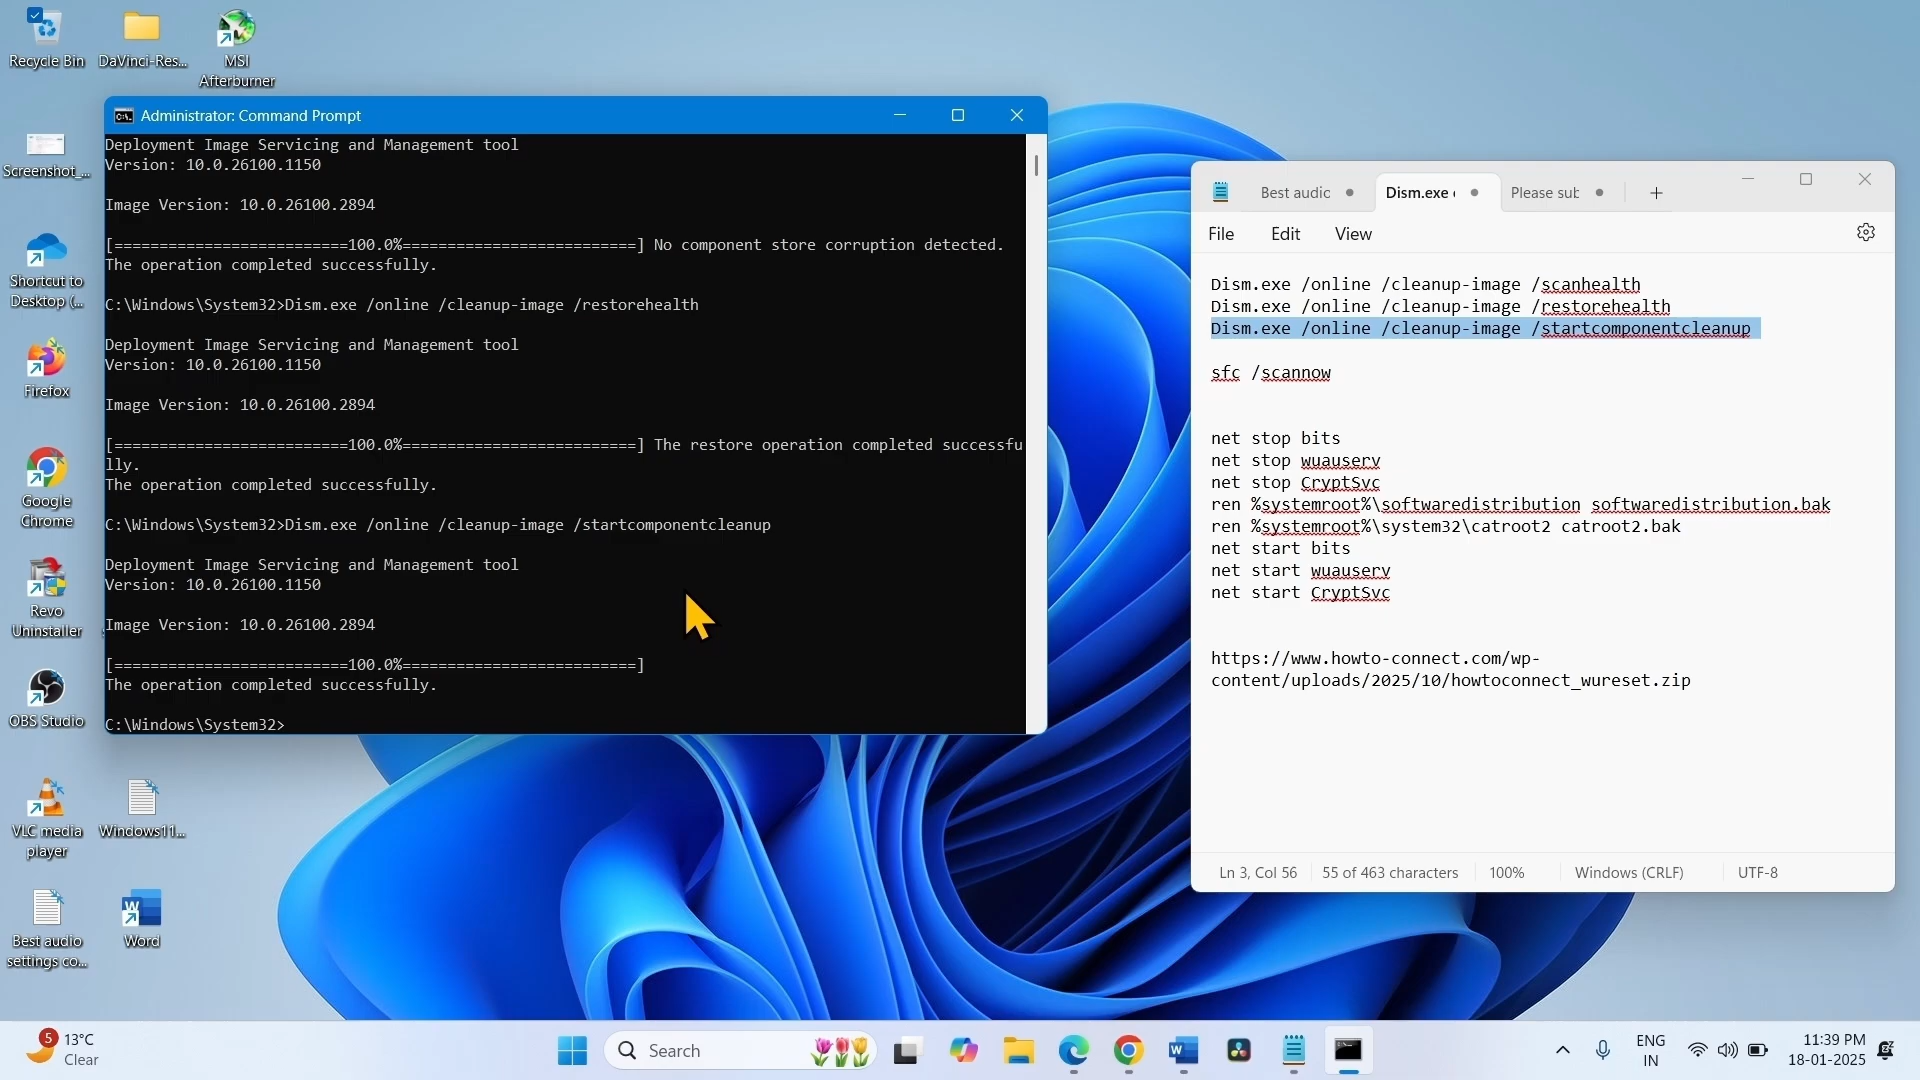 Recycle Bin
DaVinci-Res...
MSI
Afterburner
Screenshot_...
Shortcut to
Desktop (...
Firefox
Google
Chrome
Revo
Uninstaller
OBS Studio
VLC media
player
Windows11...
Best audio
settings co...
Word
Administrator: Command Prompt
Deployment Image Servicing and Management tool
Version: 10.0.26100.1150
Image Version: 10.0.26100.2894
[==========================100.0%==========================] No component store corruption detected.
The operation completed successfully.
C:\Windows\System32>Dism.exe /online /cleanup-image /restorehealth
Deployment Image Servicing and Management tool
Version: 10.0.26100.1150
Image Version: 10.0.26100.2894
[==========================100.0%==========================] The restore operation completed successfu
lly.
The operation completed successfully.
C:\Windows\System32>Dism.exe /online /cleanup-image /startcomponentcleanup
Deployment Image Servicing and Management tool
Version: 10.0.26100.1150
Image Version: 10.0.26100.2894
[==========================100.0%==========================]
The operation completed successfully.
C:\Windows\System32>
Best audio
Dism.exe
Please sub
File Edit View
Dism.exe /online /cleanup-image /scanhealth
Dism.exe /online /cleanup-image /restorehealth
Dism.exe /online /cleanup-image /startcomponentcleanup
sfc /scannow
net stop bits
net stop wuauserv
net stop CryptSvc
ren %systemroot%\softwaredistribution softwaredistribution.bak
ren %systemroot%\system32\catroot2 catroot2.bak
net start bits
net start wuauserv
net start CryptSvc
https://www.howto-connect.com/wp-
content/uploads/2025/10/howtoconnect_wureset.zip
Ln 3, Col 56 55 of 463 characters 100% Windows (CRLF) UTF-8
5
13°C
Clear
Search
ENG
IN
11:39 PM
18-01-2025